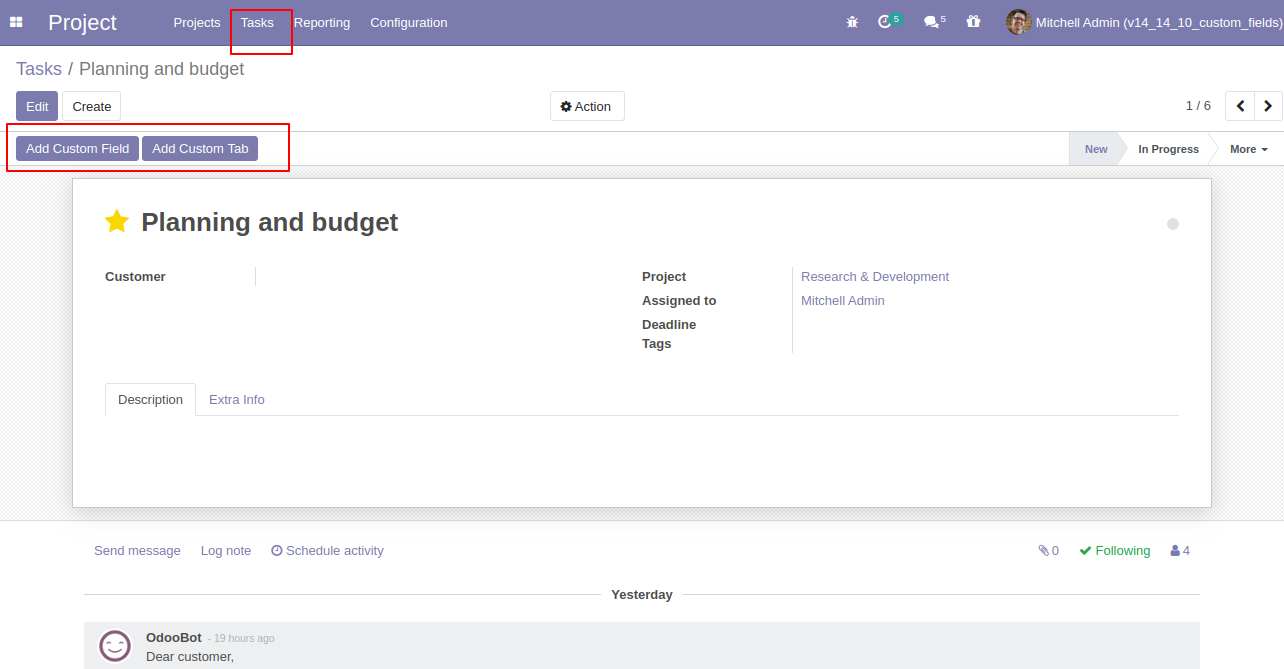 Project Projects Tasks Reporting Configuration 5 5 Mitchell Admin (v14_14_10_custom_fields)
Tasks / Planning and budget
Edit Create Action 1 / 6
Add Custom Field Add Custom Tab New In Progress More
Planning and budget
Customer Project Research & Development
Assigned to Mitchell Admin
Deadline
Tags
Description Extra Info
Send message Log note Schedule activity 0 Following 4
Yesterday
OdooBot - 19 hours ago
Dear customer,